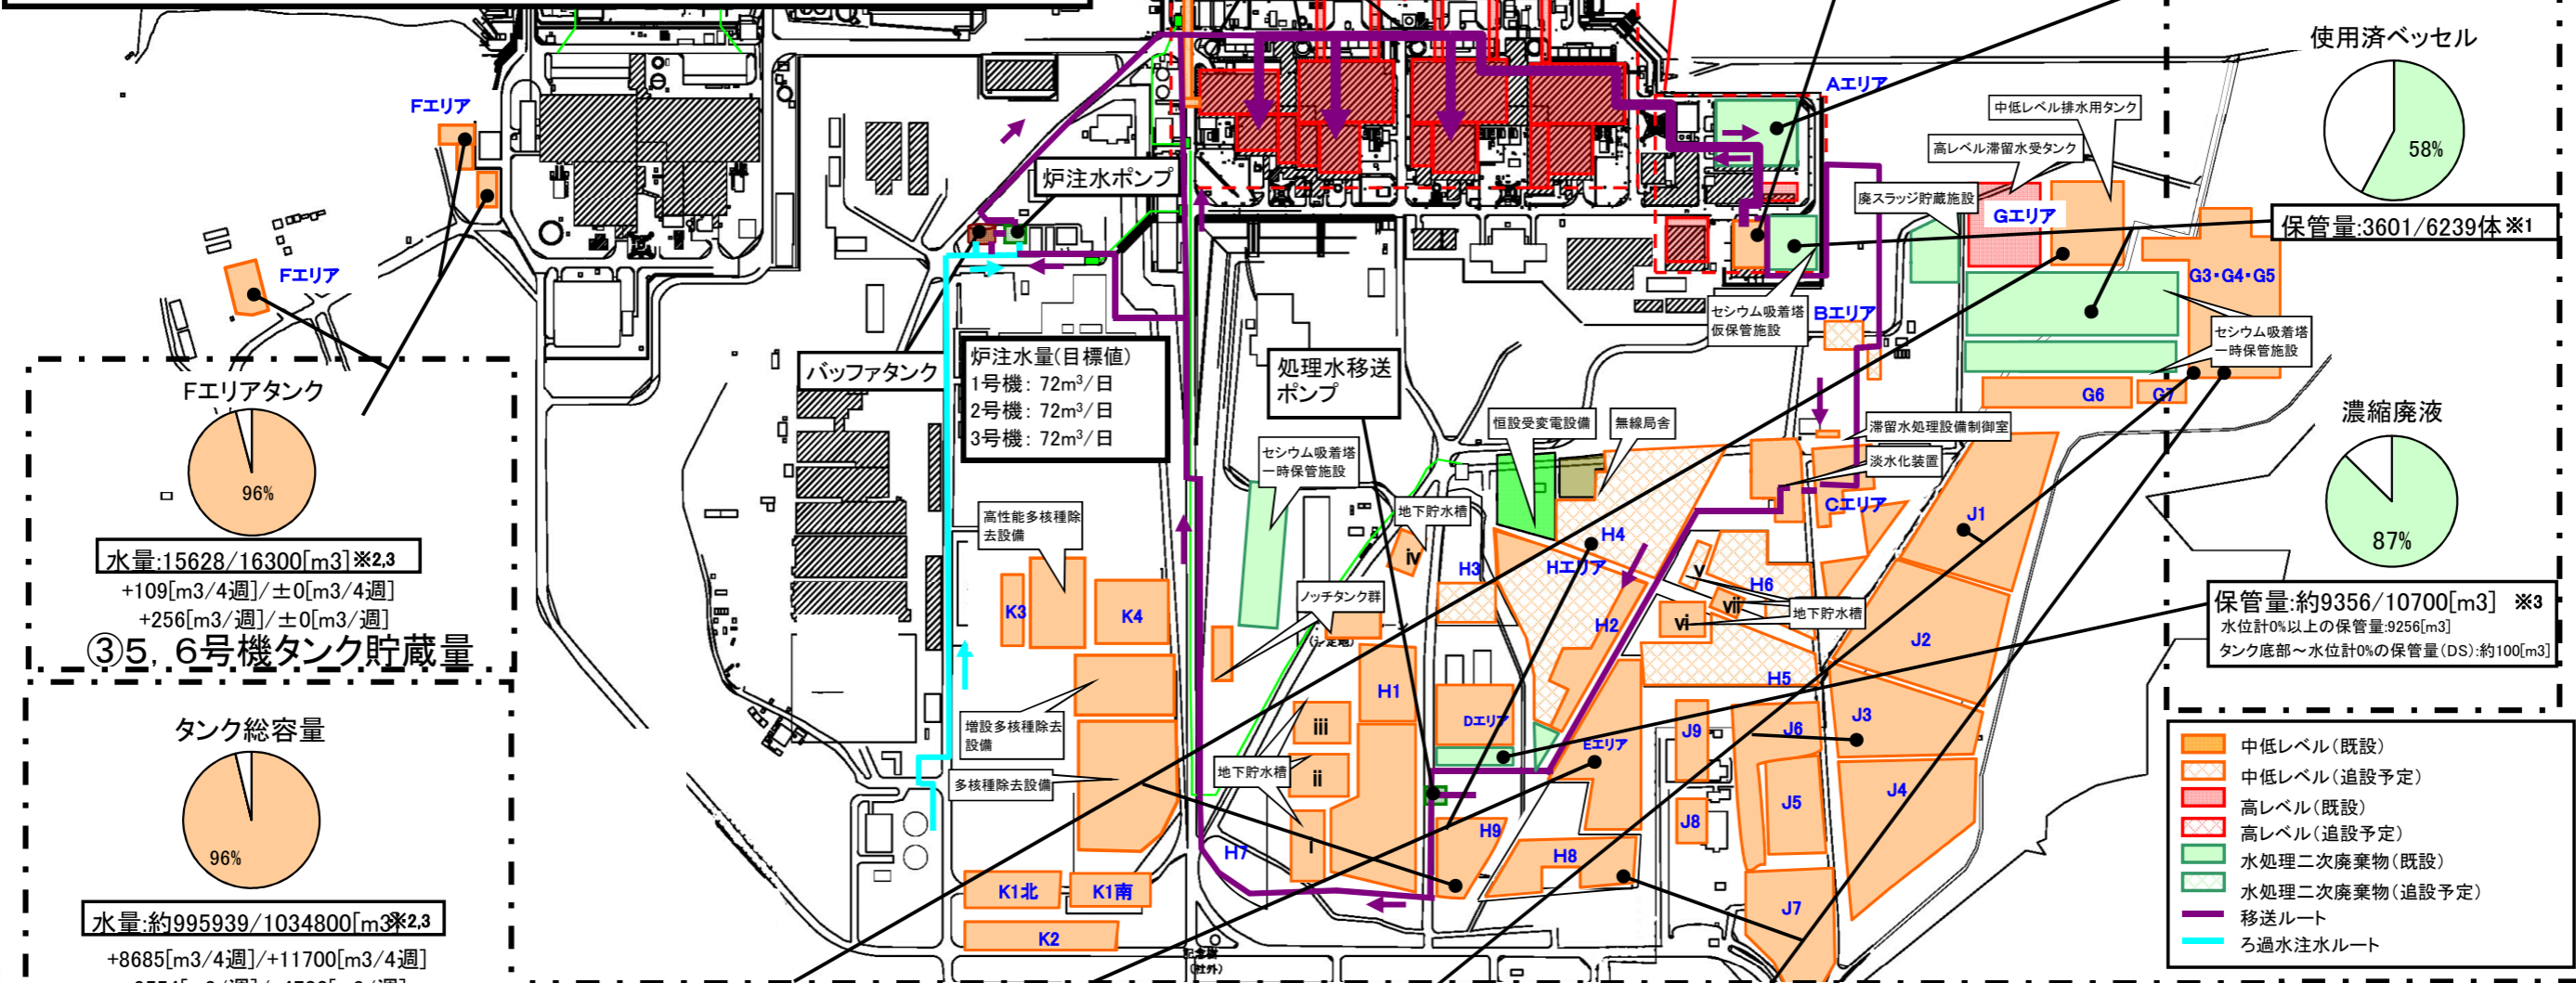 使用済ベッセル
58%
保管量:3601/6239体※1
Aエリア
中低レベル排水用タンク
高レベル滞留水受タンク
廃スラッジ貯蔵施設
Gエリア
G3・G4・G5
Fエリア
Fエリア
炉注水ポンプ
セシウム吸着塔
仮保管施設
Bエリア
セシウム吸着塔
一時保管施設
G6
G7
バッファタンク
炉注水量(目標値)
1号機: 72m³/日
2号機: 72m³/日
3号機: 72m³/日
処理水移送
ポンプ
Fエリアタンク
96%
水量:15628/16300[m3]※2,3
+109[m3/4週]/±0[m3/4週]
+256[m3/週]/±0[m3/週]
③5, 6号機タンク貯蔵量
濃縮廃液
87%
保管量:約9356/10700[m3] ※3
水位計0%以上の保管量:9256[m3]
タンク底部～水位計0%の保管量(DS):約100[m3]
恒設受変電設備
無線局舎
滞留水処理設備制御室
淡水化装置
Cエリア
セシウム吸着塔
一時保管施設
地下貯水槽
高性能多核種除
去設備
iv
H3
H4
Hエリア
H2
v
H6
vii
vi
地下貯水槽
H5
J1
J2
K3
K4
ノッチタンク群
H1
Dエリア
Eエリア
J9
J6
J3
J5
J4
J8
J7
増設多核種除去
設備
多核種除去設備
iii
地下貯水槽
ii
i
H7
H9
H8
K1北
K1南
K2
記念樹
(社外)
タンク総容量
96%
水量:約995939/1034800[m3※2,3
+8685[m3/4週]/+11700[m3/4週]
中低レベル(既設)
中低レベル(追設予定)
高レベル(既設)
高レベル(追設予定)
水処理二次廃棄物(既設)
水処理二次廃棄物(追設予定)
移送ルート
ろ過水注水ルート